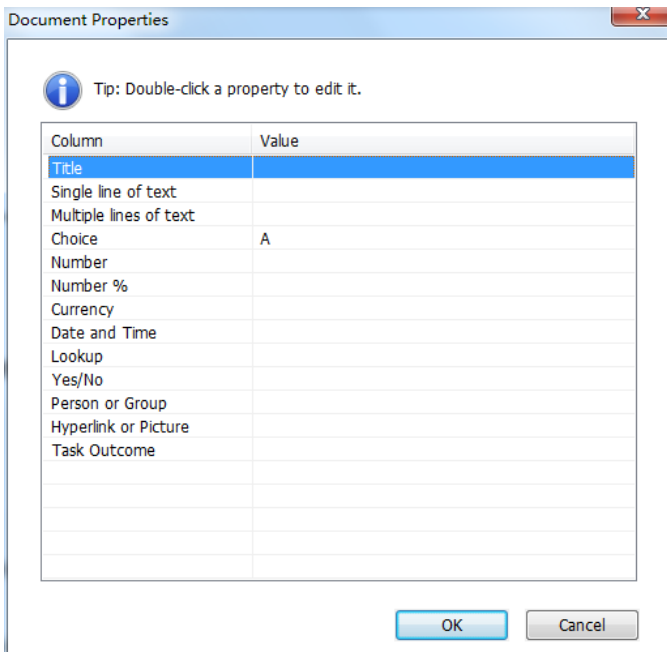 Document Properties
Tip: Double-click a property to edit it.
Column Value
Title
Single line of text
Multiple lines of text
Choice A
Number
Number %
Currency
Date and Time
Lookup
Yes/No
Person or Group
Hyperlink or Picture
Task Outcome
OK Cancel